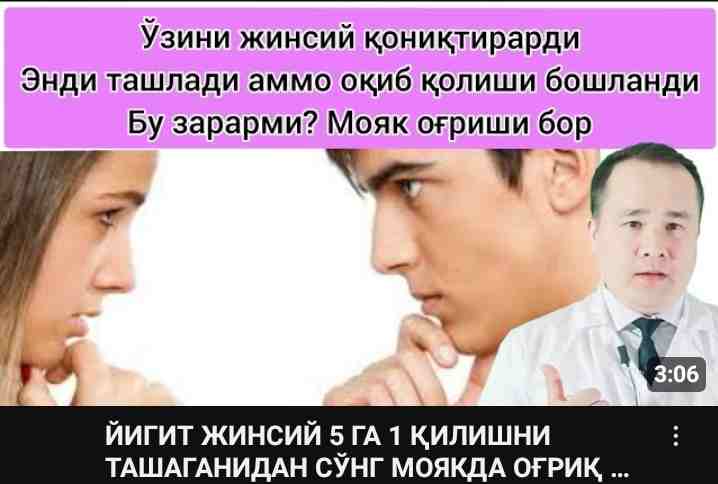 Ўзини жинсий қониқтирарди
Энди ташлади аммо оқиб қолиши бошланди
Бу зарарми? Мояк оғриши бор
3:06
ЙИГИТ ЖИНСИЙ 5 ГА 1 ҚИЛИШНИ
ТАШАГАНИДАН СЎНГ МОЯКДА ОҒРИҚ ...